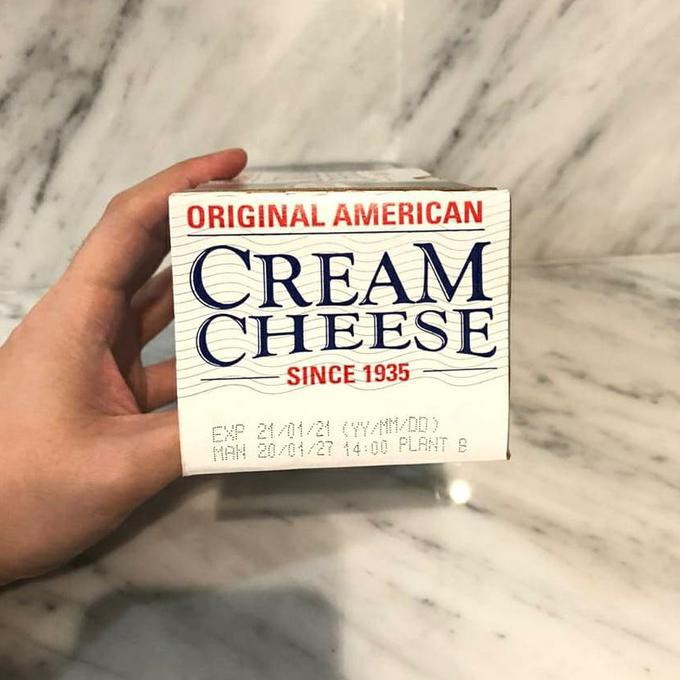 ORIGINAL AMERICAN
CREAM
CHEESE
SINCE 1935
EXP 21/01/21 (YY/MM/DD)
MAN 20/01/27 14:00 PLANT